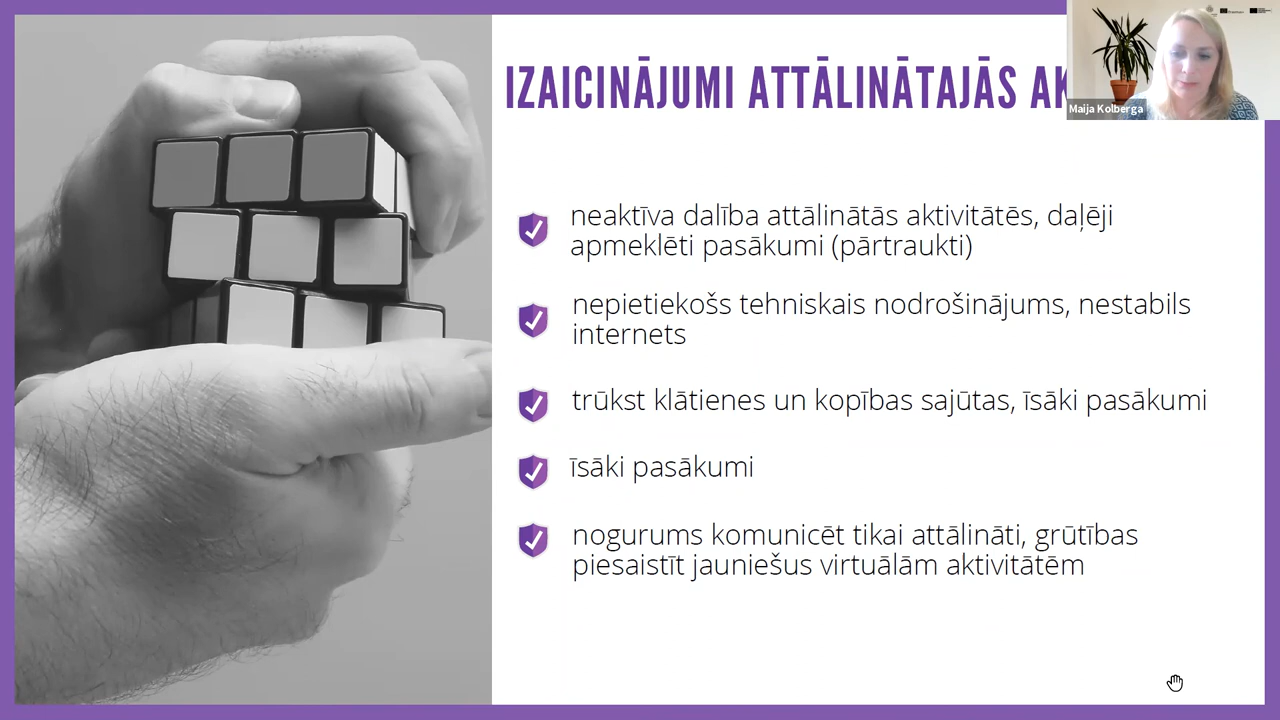 IZAICINĀJUMI ATTĀLINĀTAJĀS
Maija Kolberga
neaktīva dalība attālinātās aktivitātēs, daļēji
apmeklēti pasākumi (pārtraukti)
nepietiekošs tehniskais nodrošinājums, nestabils
internets
trūkst klātienes un kopības sajūtas, īsāki pasākumi
īsāki pasākumi
nogurums komunicēt tikai attālināti, grūtības
piesaistīt jauniešus virtuālām aktivitātēm